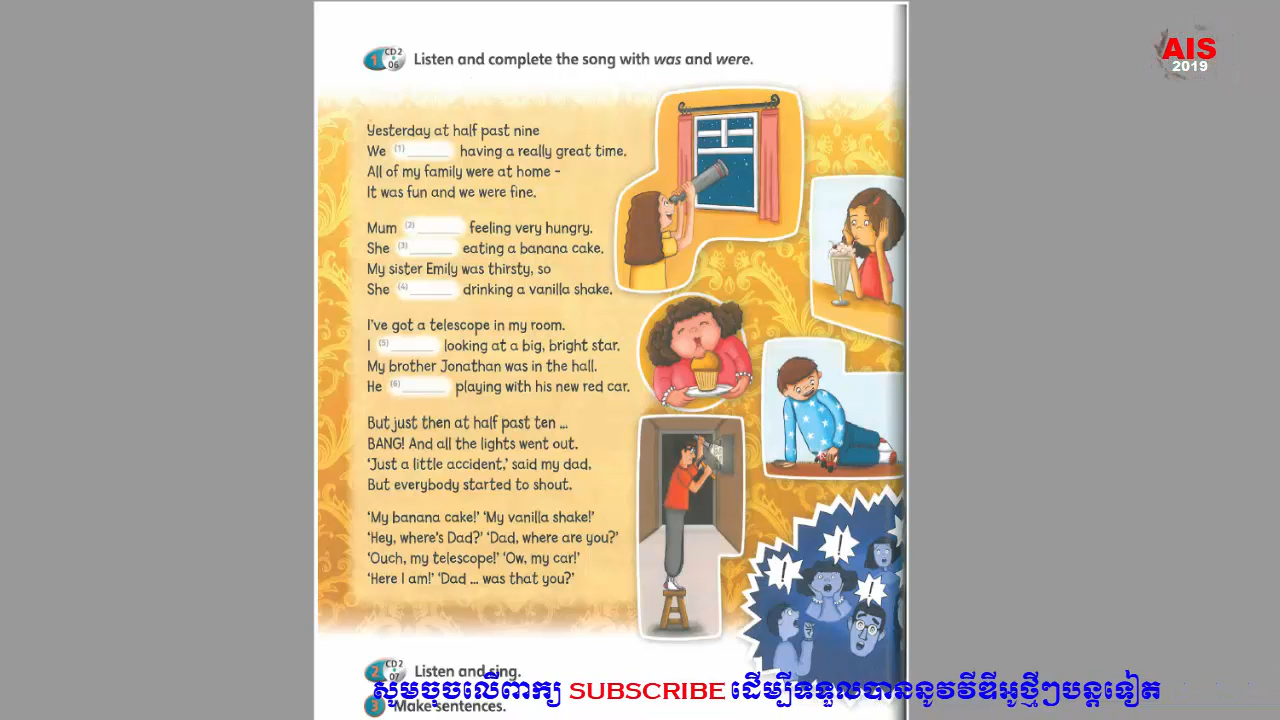 AIS
2019
1 CD 2 06 Listen and complete the song with was and were.
Yesterday at half past nine
We (1) ______ having a really great time.
All of my family were at home –
It was fun and we were fine.
Mum (2) ______ feeling very hungry.
She (3) ______ eating a banana cake.
My sister Emily was thirsty, so
She (4) ______ drinking a vanilla shake.
I've got a telescope in my room.
I (5) ______ looking at a big, bright star.
My brother Jonathan was in the hall.
He (6) ______ playing with his new red car.
But just then at half past ten ...
BANG! And all the lights went out.
'Just a little accident,' said my dad,
But everybody started to shout.
'My banana cake!' 'My vanilla shake!'
'Hey, where's Dad?' 'Dad, where are you?'
'Ouch, my telescope!' 'Ow, my car!'
'Here I am!' 'Dad ... was that you?'
!
!
!
2 CD 2 07 Listen and sing.
សូមចុចលើពាក្យ SUBSCRIBE ដើម្បីទទួលបាននូវវីឌីអូថ្មីៗបន្តទៀត
3 Make sentences.